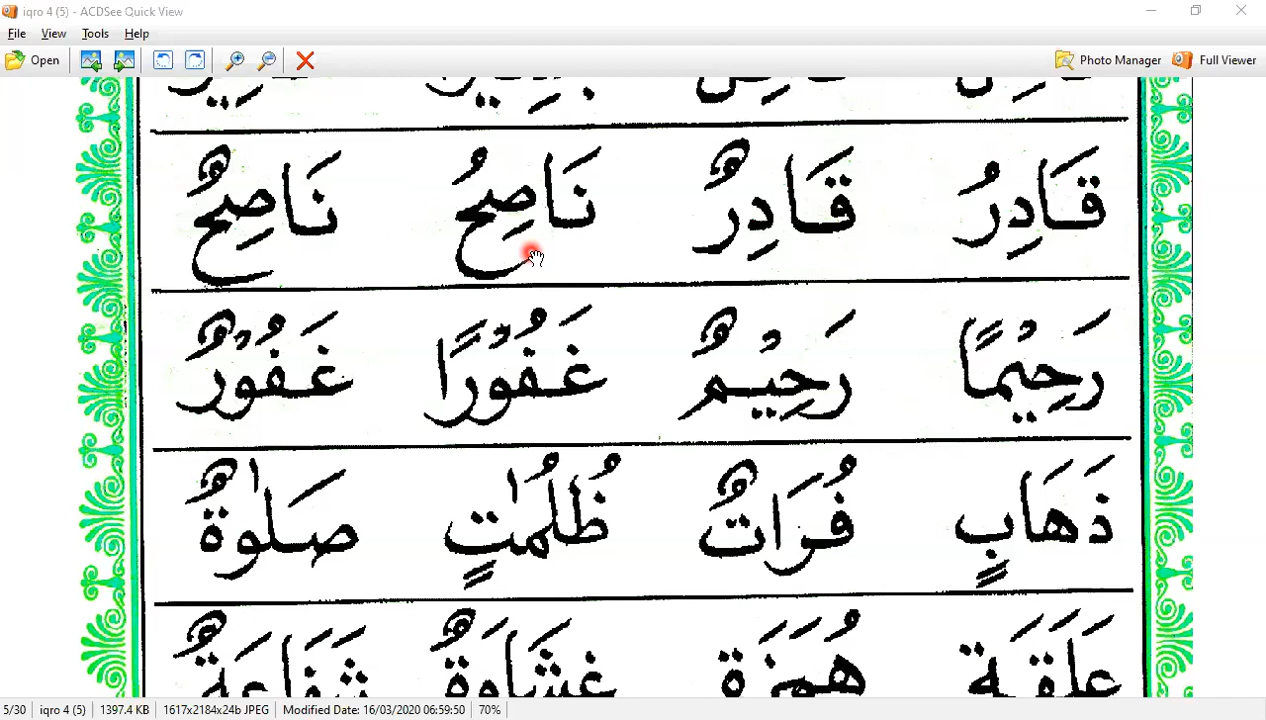 iqro 4 (5) - ACDSee Quick View
File View Tools Help
Open Photo Manager Full Viewer
قَادِرُ قَادِرٌ نَاصِحُ نَاصِحٌ
رَحِيْمًا رَحِيْمٌ غَفُوْرًا غَفُوْرٌ
ذَهَابٍ فُرَاتٌ ظُلُمٰتٍ صَلٰوةٌ
عَلَقَة هُمَزَة غِشَاوَةٌ شَفَاعَةٌ
5/30 iqro 4 (5) 1397.4 KB 1617x2184x24b JPEG Modified Date: 16/03/2020 06:59:50 70%